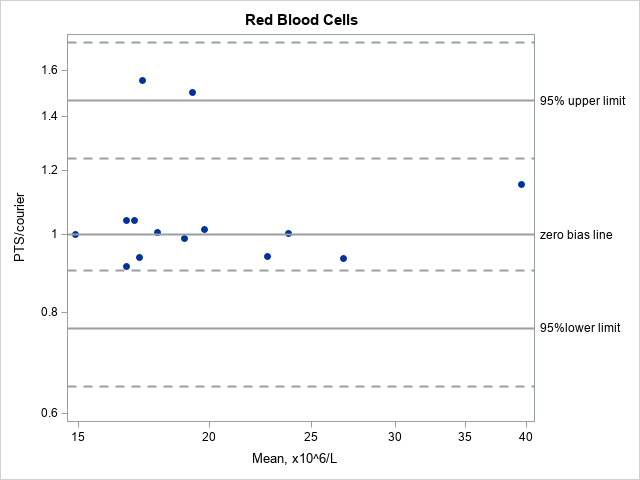 Red Blood Cells
1.6
1.4
1.2
1
0.8
0.6
PTS/courier
95% upper limit
zero bias line
95%lower limit
15
20
25
30
35
40
Mean, x10^6/L